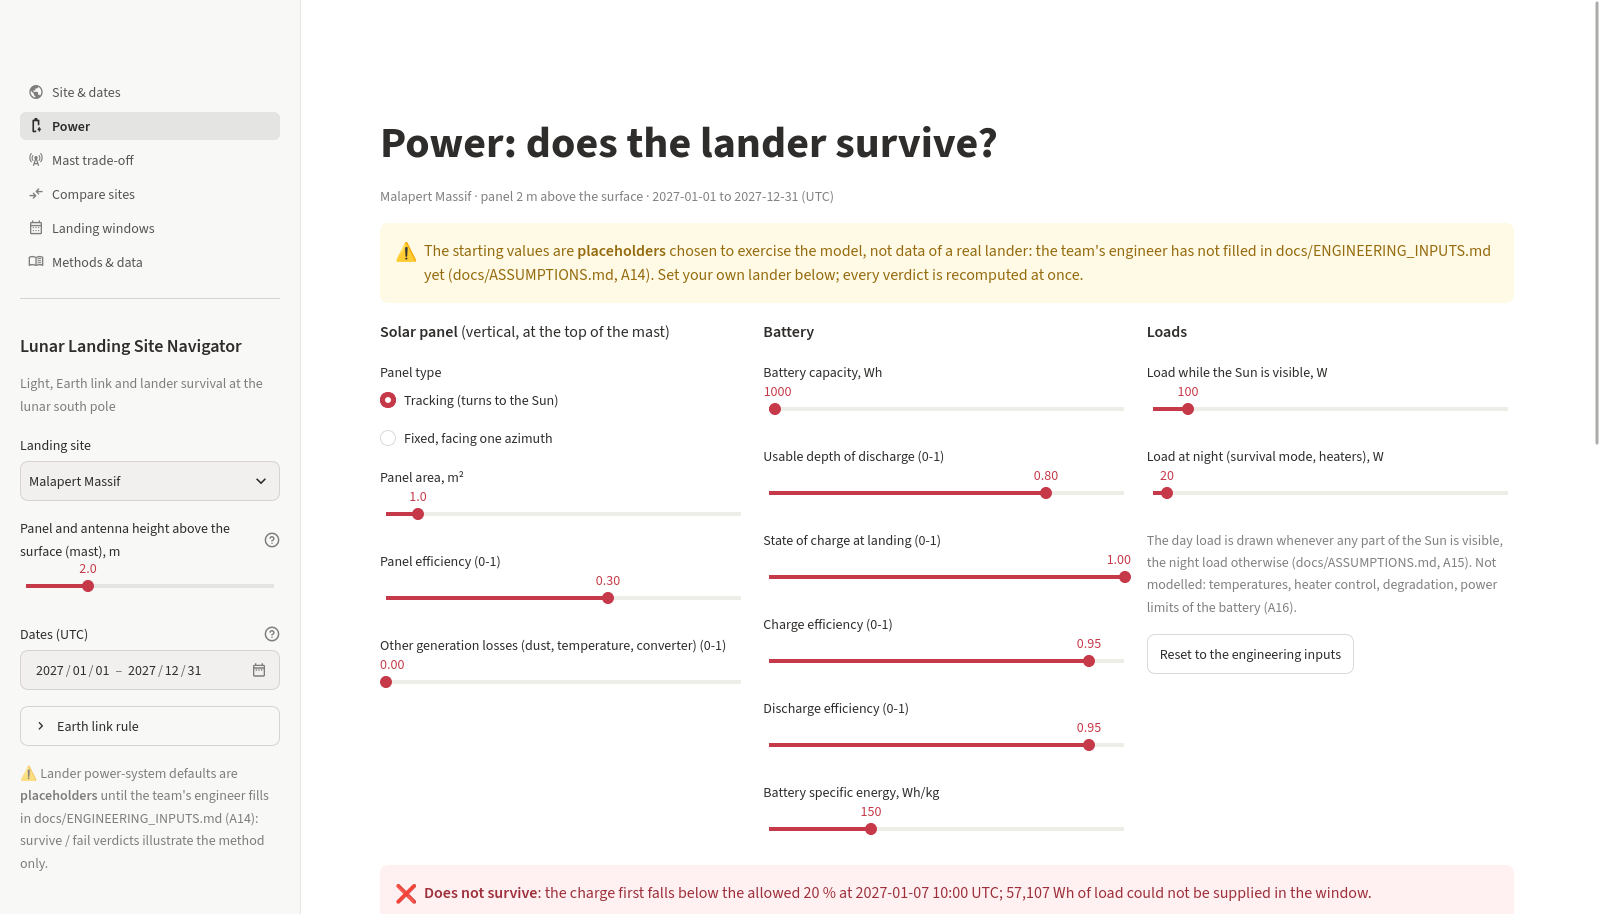 Site & dates
Power
Mast trade-off
Compare sites
Landing windows
Methods & data
Lunar Landing Site Navigator
Light, Earth link and lander survival at the
lunar south pole
Landing site
Malapert Massif
Panel and antenna height above the
surface (mast), m
2.0
Dates (UTC)
2027/01/01 – 2027/12/31
Earth link rule
⚠️ Lander power-system defaults are
placeholders until the team's engineer fills
in docs/ENGINEERING_INPUTS.md (A14):
survive / fail verdicts illustrate the method
only.
Power: does the lander survive?
Malapert Massif · panel 2 m above the surface · 2027-01-01 to 2027-12-31 (UTC)
⚠️ The starting values are placeholders chosen to exercise the model, not data of a real lander: the team's engineer has not filled in docs/ENGINEERING_INPUTS.md
yet (docs/ASSUMPTIONS.md, A14). Set your own lander below; every verdict is recomputed at once.
Solar panel (vertical, at the top of the mast)
Panel type
Tracking (turns to the Sun)
Fixed, facing one azimuth
Panel area, m²
1.0
Panel efficiency (0-1)
0.30
Other generation losses (dust, temperature, converter) (0-1)
0.00
Battery
Battery capacity, Wh
1000
Usable depth of discharge (0-1)
0.80
State of charge at landing (0-1)
1.00
Charge efficiency (0-1)
0.95
Discharge efficiency (0-1)
0.95
Battery specific energy, Wh/kg
150
Loads
Load while the Sun is visible, W
100
Load at night (survival mode, heaters), W
20
The day load is drawn whenever any part of the Sun is visible,
the night load otherwise (docs/ASSUMPTIONS.md, A15). Not
modelled: temperatures, heater control, degradation, power
limits of the battery (A16).
Reset to the engineering inputs
❌ Does not survive: the charge first falls below the allowed 20 % at 2027-01-07 10:00 UTC; 57,107 Wh of load could not be supplied in the window.